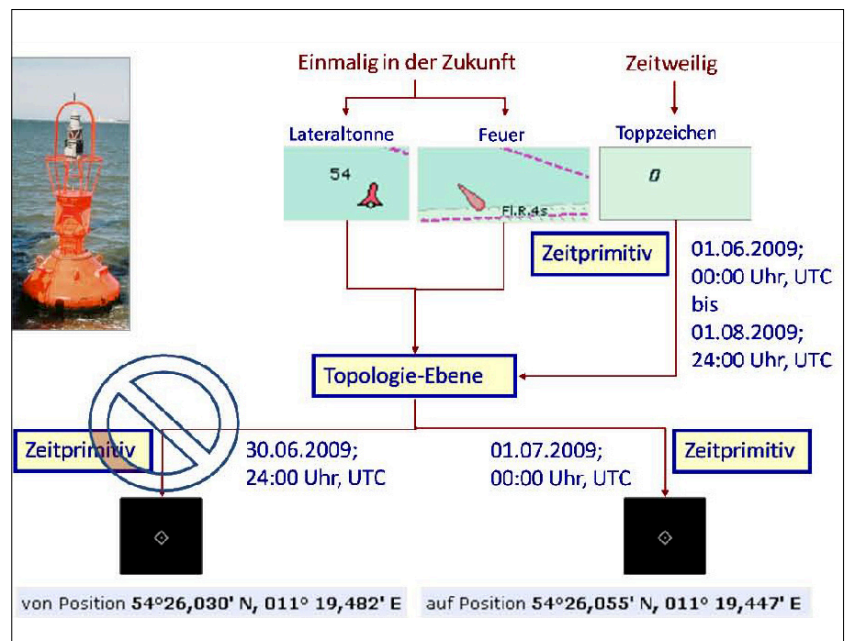 Einmalig in der Zukunft
Zeitweilig
Lateraltonne
Feuer
Toppzeichen
54
Fl.R.4s
0
Zeitprimitiv
01.06.2009;
00:00 Uhr, UTC
bis
01.08.2009;
24:00 Uhr, UTC
Topologie-Ebene
Zeitprimitiv
30.06.2009;
24:00 Uhr, UTC
01.07.2009;
00:00 Uhr, UTC
Zeitprimitiv
von Position 54°26,030' N, 011° 19,482' E
auf Position 54°26,055' N, 011° 19,447' E